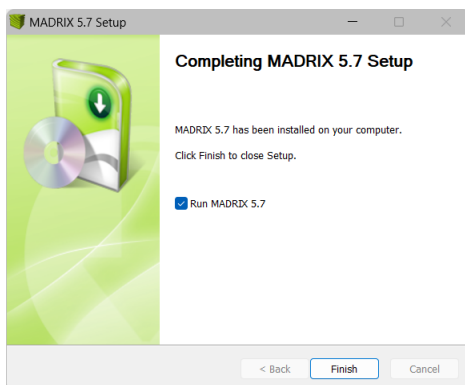 MADRIX 5.7 Setup
Completing MADRIX 5.7 Setup
MADRIX 5.7 has been installed on your computer.
Click Finish to close Setup.
Run MADRIX 5.7
< Back
Finish
Cancel